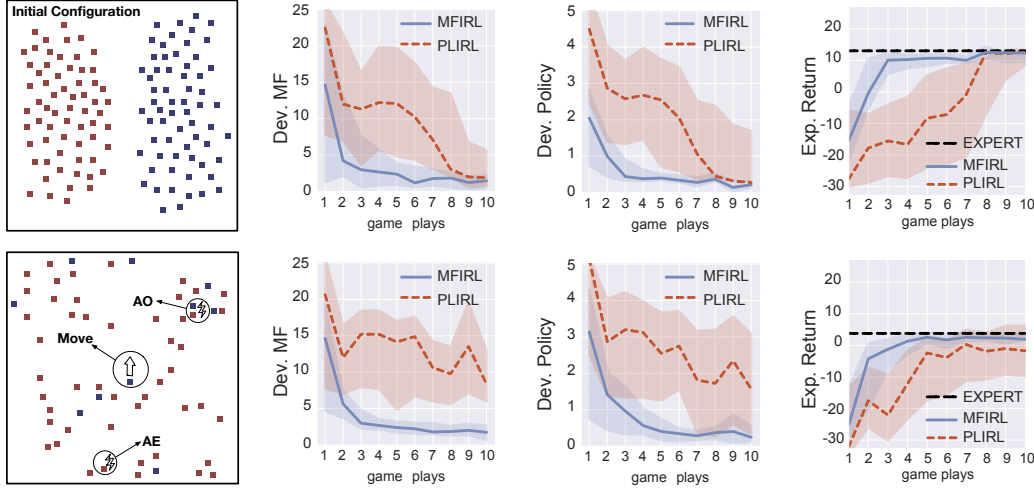 Initial Configuration
Dev. MF
25
20
15
10
5
0
MFIRL
PLIRL
1 2 3 4 5 6 7 8 9 10
game plays
Dev. Policy
5
4
3
2
1
0
MFIRL
PLIRL
1 2 3 4 5 6 7 8 9 10
game plays
Exp. Return
20
10
0
-10
-20
-30
EXPERT
MFIRL
PLIRL
1 2 3 4 5 6 7 8 9 10
game plays
AO
Move
AE
Dev. MF
25
20
15
10
5
0
MFIRL
PLIRL
1 2 3 4 5 6 7 8 9 10
game plays
Dev. Policy
5
4
3
2
1
0
MFIRL
PLIRL
1 2 3 4 5 6 7 8 9 10
game plays
Exp. Return
20
10
0
-10
-20
-30
EXPERT
MFIRL
PLIRL
1 2 3 4 5 6 7 8 9 10
game plays